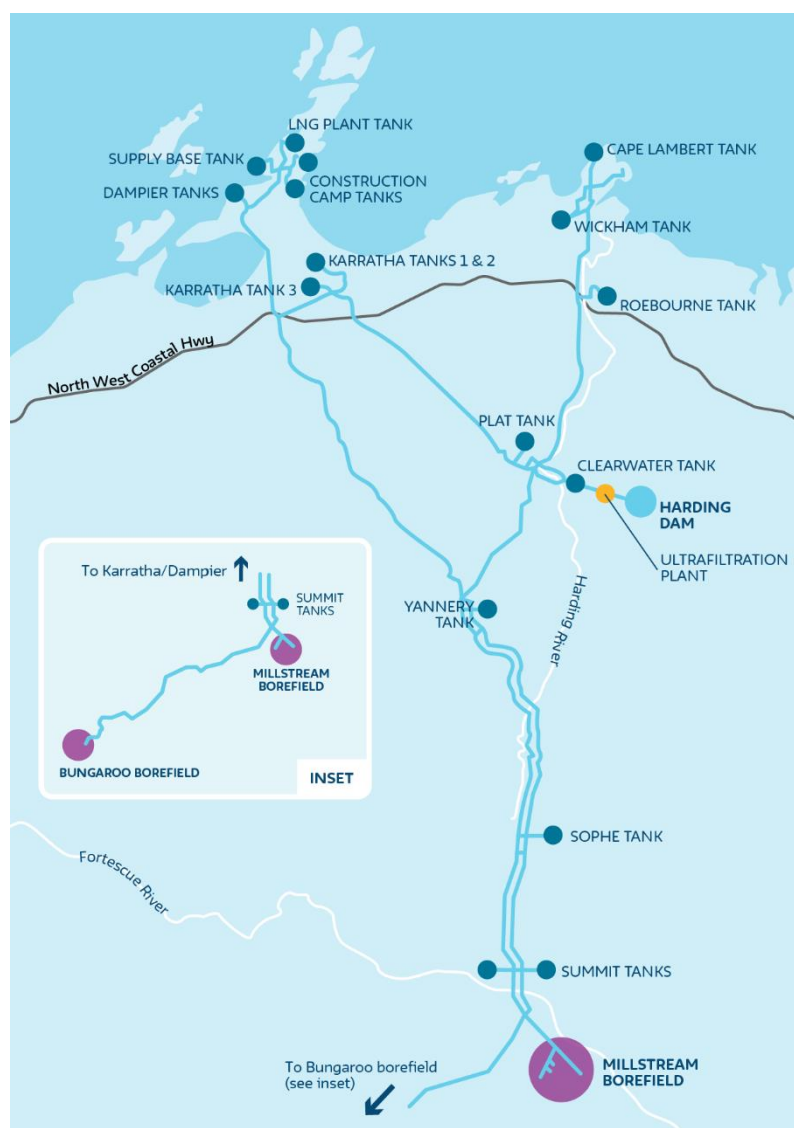 LNG PLANT TANK
SUPPLY BASE TANK
CAPE LAMBERT TANK
DAMPIER TANKS
CONSTRUCTION
CAMP TANKS
WICKHAM TANK
KARRATHA TANKS 1 & 2
KARRATHA TANK 3
ROEBOURNE TANK
North West Coastal Hwy
PLAT TANK
CLEARWATER TANK
HARDING
DAM
ULTRAFILTRATION
PLANT
Harding River
YANNERY
TANK
To Karratha/Dampier
SUMMIT
TANKS
MILLSTREAM
BOREFIELD
BUNGAROO BOREFIELD
INSET
SOPHE TANK
Fortescue River
SUMMIT TANKS
To Bungaroo borefield
(see inset)
MILLSTREAM
BOREFIELD